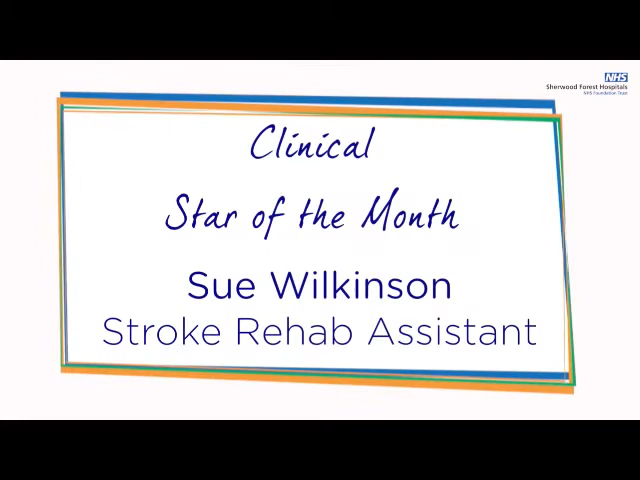 NHS
Sherwood Forest Hospitals
NHS Foundation Trust
Clinical
Star of the Month
Sue Wilkinson
Stroke Rehab Assistant